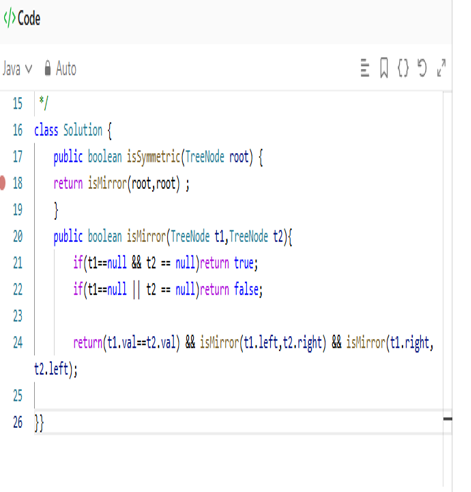 </> Code
Java Auto
15 */
16 class Solution {
17 public boolean isSymmetric(TreeNode root) {
18 return isMirror(root,root) ;
19 }
20 public boolean isMirror(TreeNode t1,TreeNode t2){
21 if(t1==null && t2 == null)return true;
22 if(t1==null || t2 == null)return false;
23
24 return(t1.val==t2.val) && isMirror(t1.left,t2.right) && isMirror(t1.right,
t2.left);
25
26 }}